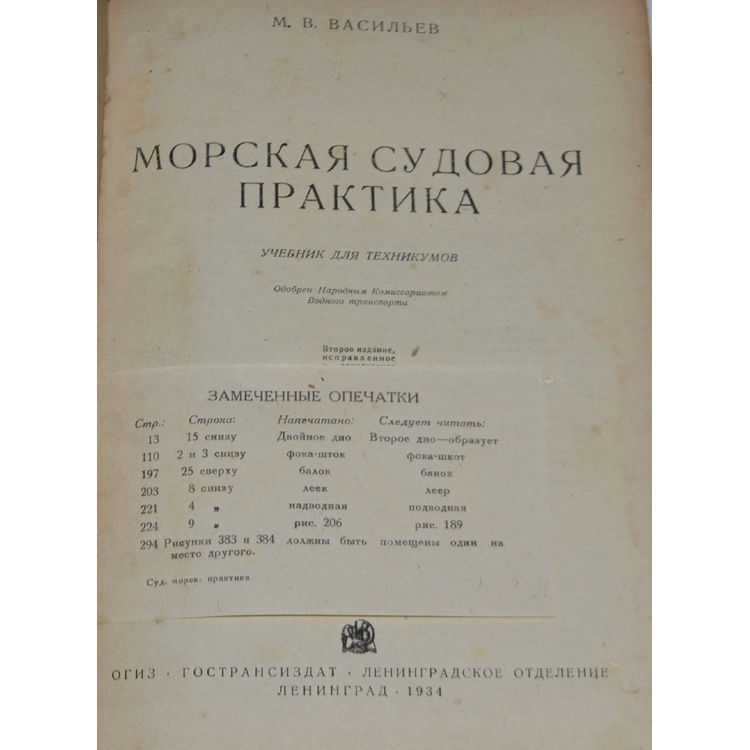 М. В. ВАСИЛЬЕВ
МОРСКАЯ СУДОВАЯ
ПРАКТИКА
УЧЕБНИК ДЛЯ ТЕХНИКУМОВ
Одобрен Народным Комиссариатом
Водного транспорта
Второе издание,
исправленное
ЗАМЕЧЕННЫЕ ОПЕЧАТКИ
Стр.: Строка: Напечатано: Следует читать:
13 15 снизу Двойное дно Второе дно—образует
110 2 и 3 снизу фока-шток фока-шкот
197 25 сверху балок банок
203 8 снизу леек леер
221 4 „ надводная подводная
224 9 „ рис. 206 рис. 189
294 Рисунки 383 и 384 должны быть помещены один на
место другого.
Суд. морск. практика
ОГИЗ · ГОСТРАНСИЗДАТ · ЛЕНИНГРАДСКОЕ ОТДЕЛЕНИЕ
ЛЕНИНГРАД · 1934